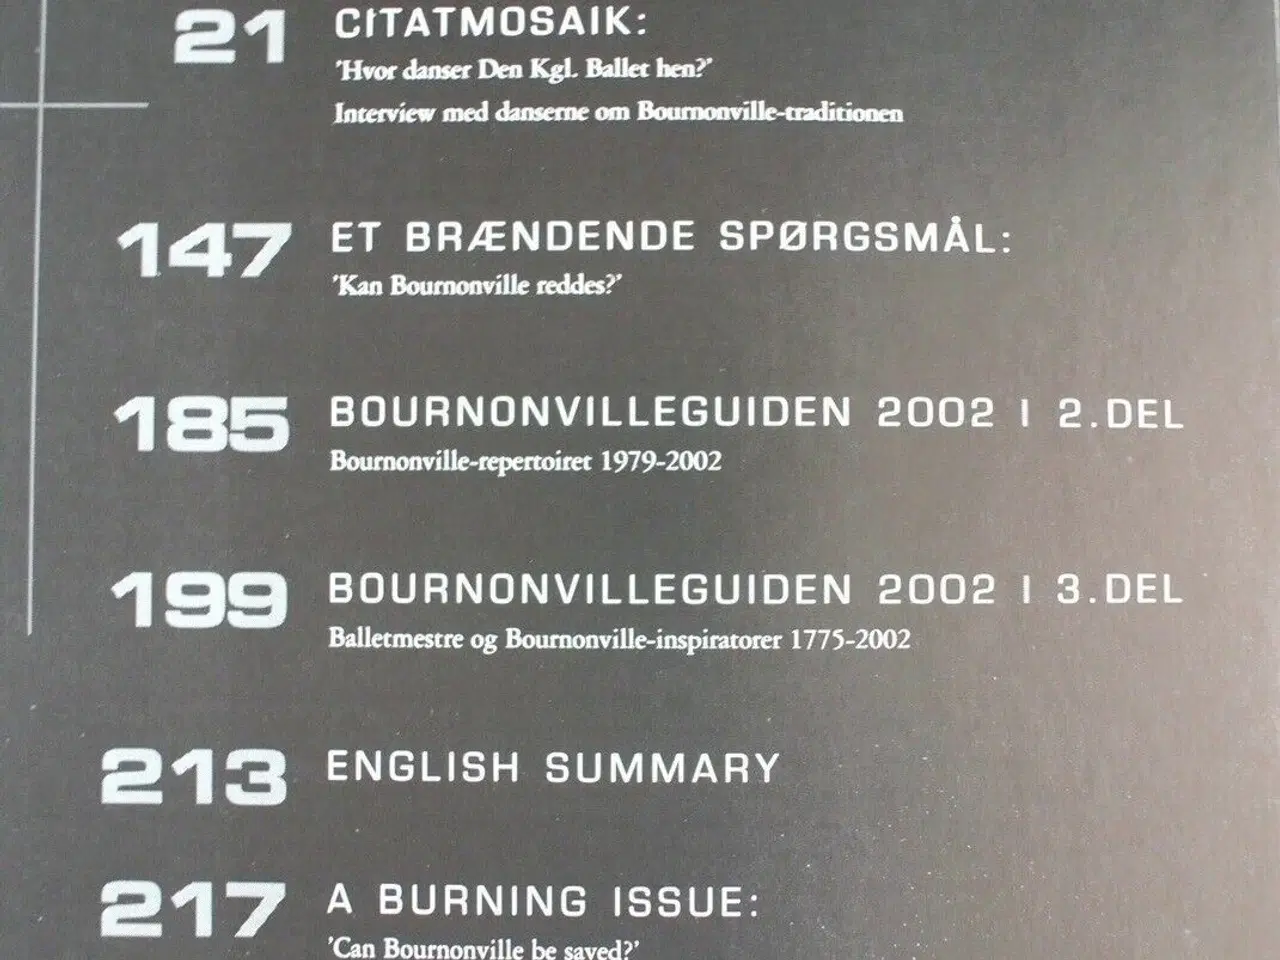 21 CITATMOSAIK:
'Hvor danser Den Kgl. Ballet hen?'
Interview med danserne om Bournonville-traditionen
147 ET BRÆNDENDE SPØRGSMÅL:
'Kan Bournonville reddes?'
185 BOURNONVILLEGUIDEN 2002 | 2.DEL
Bournonville-repertoiret 1979-2002
199 BOURNONVILLEGUIDEN 2002 | 3.DEL
Balletmestre og Bournonville-inspiratorer 1775-2002
213 ENGLISH SUMMARY
217 A BURNING ISSUE:
'Can Bournonville be saved?'